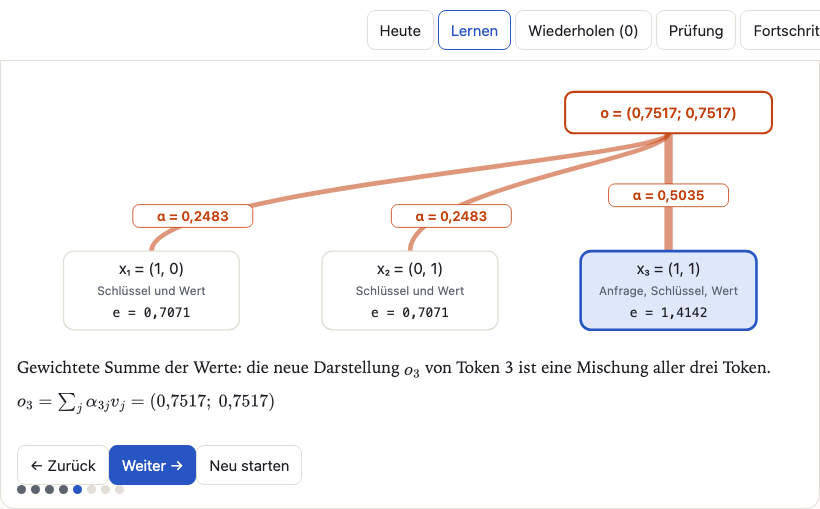 Heute Lernen Wiederholen (0) Prüfung Fortschrit
o = (0,7517; 0,7517)
α = 0,5035
α = 0,2483 α = 0,2483
x₁ = (1, 0) x₂ = (0, 1) x₃ = (1, 1)
Schlüssel und Wert Schlüssel und Wert Anfrage, Schlüssel, Wert
e = 0,7071 e = 0,7071 e = 1,4142
Gewichtete Summe der Werte: die neue Darstellung o₃ von Token 3 ist eine Mischung aller drei Token.
o₃ = ∑ⱼ α₃ⱼvⱼ = (0,7517; 0,7517)
← Zurück Weiter → Neu starten